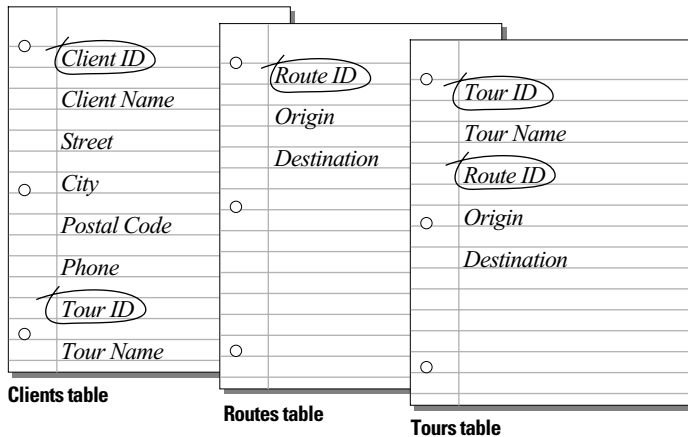 Client ID
Client Name
Street
City
Postal Code
Phone
Tour ID
Tour Name
Clients table
Route ID
Origin
Destination
Routes table
Tour ID
Tour Name
Route ID
Origin
Destination
Tours table